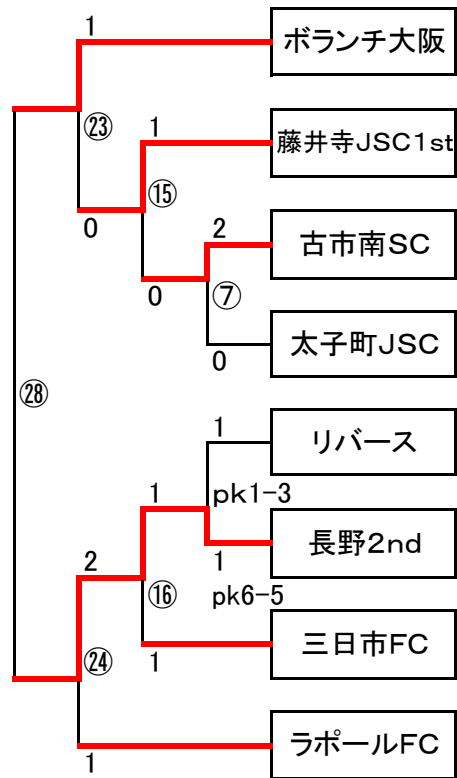 1
ボランチ大阪
㉓
1
藤井寺JSC1st
⑮
0
2
古市南SC
0
⑦
太子町JSC
0
㉘
1
リバース
1
pk1-3
長野2nd
2
1
⑯
pk6-5
三日市FC
㉔
1
ラポールFC
1